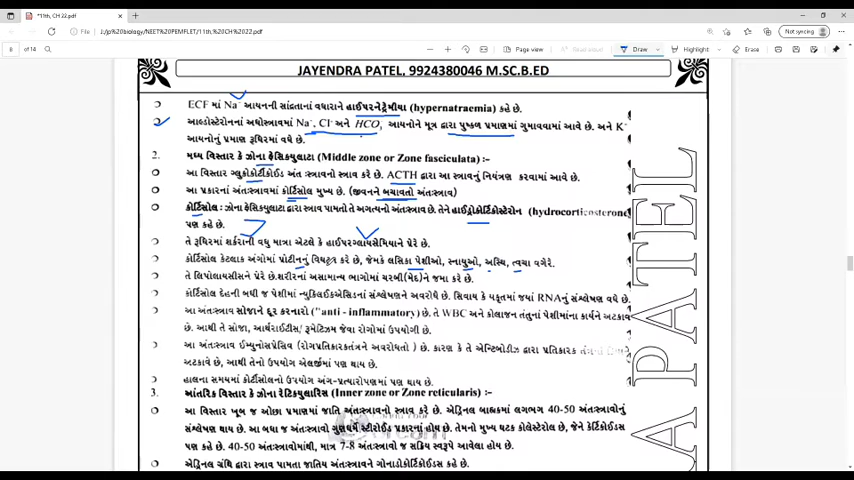 *11th, CH 22.pdf
File | J:/p/biology/NEET%20PEMFLET/11th,%20CH%2022.pdf
Not syncing
8 of 14
Page view
Read aloud
Draw
Highlight
Erase
JAYENDRA PATEL, 9924380046 M.SC.B.ED
ECF માં Na⁺ આયનની સાંદ્રતાનાં વધારાને હાઈપરનેટ્રેમીયા (hypernatraemia) કહે છે.
આલ્ડોસ્ટેરોનનાં અધોસ્ત્રાવમાં Na⁺, Cl⁻ અને HCO₃ આયનોને મૂત્ર દ્વારા પુષ્કળ પ્રમાણમાં ગુમાવવામાં આવે છે. અને K⁺
આયનોનું પ્રમાણ રૂધિરમાં વધે છે.
2. મધ્ય વિસ્તાર કે ઝોના ફેસિક્યુલાટા (Middle zone or Zone fasciculata) :-
આ વિસ્તાર ગ્લુકોકોર્ટીકોઈડ અંતઃસ્ત્રાવનો સ્ત્રાવ કરે છે. ACTH દ્વારા આ સ્ત્રાવનું નિયંત્રણ કરવામાં આવે છે.
આ પ્રકારનાં અંતઃસ્ત્રાવમાં કોર્ટિસોલ મુખ્ય છે. (જીવનને બચાવતો અંતઃસ્ત્રાવ)
કોર્ટિસોલ: ઝોના ફેસિક્યુલાટા દ્વારા સ્ત્રાવ પામતો તે અગત્યનો અંતઃસ્ત્રાવ છે. તેને હાઈડ્રોકોર્ટિકોસ્ટેરોન (hydrocorticosterone)
પણ કહે છે.
તે રૂધિરમાં શર્કરાની વધુ માત્રા એટલે કે હાઈપરગ્લાયસેમિયાને પ્રેરે છે.
કોર્ટિસોલ કેટલાક અંગોમાં પ્રોટીનનું વિઘટન કરે છે, જેમકે લસિકા પેશીઓ, સ્નાયુઓ, અસ્થિ, ત્વચા વગેરે.
તે લિપોલાયસીસને પ્રેરે છે. શરીરનાં અસામાન્ય ભાગોમાં ચરબી(મેદ)ને જમા કરે છે.
કોર્ટિસોલ દેહની બધી જ પેશીમાં ન્યુક્લિઈકએસિડનાં સંશ્લેષણને અવરોધે છે. સિવાય કે યકૃતમાં જ્યાં RNAનું સંશ્લેષણ વધે છે.
આ અંતઃસ્ત્રાવ સોજાને દૂર કરનારો ("anti - inflammatory) છે. તે WBC અને કોલાજન તંતુનાં પેશીમાંના કાર્યને અટકાવે
છે. આથી તે સોજા, આર્થરાઈટીસ/ રૂમેટિઝમ જેવા રોગોમાં ઉપયોગી છે.
આ અંતઃસ્ત્રાવ ઈમ્યુનોસપ્રેસિવ (રોગપ્રતિકારકતંત્રને અવરોધતો) છે. કારણ કે તે એન્ટિબોડીઝ દ્વારા પ્રતિકારક
અટકાવે છે, આથી તેનો ઉપયોગ એલર્જીમાં પણ થાય છે.
હાલના સમયમાં કોર્ટીસોલનો ઉપયોગ અંગ-પ્રત્યારોપણમાં પણ થાય છે.
3. આંતરિક વિસ્તાર કે ઝોના રેટિક્યુલારિસ (Inner zone or Zone reticularis) :-
આ વિસ્તાર ખૂબ જ ઓછા પ્રમાણમાં જાતિ અંતઃસ્ત્રાવનો સ્ત્રાવ કરે છે. એડ્રિનલ બાહ્યકમાં લગભગ 40-50 અંતઃસ્ત્રાવોનું
સંશ્લેષણ થાય છે. આ બધા જ અંતઃસ્ત્રાવો ગુણધર્મે સ્ટીરોઈડ પ્રકારનાં હોય છે. તેમનો મુખ્ય ઘટક કોલેસ્ટેરોલ છે, જેને કોર્ટિકોઈડસ
પણ કહે છે. 40-50 અંતઃસ્ત્રાવોમાંથી, માત્ર 7-8 અંતઃસ્ત્રાવો જ સક્રિય સ્વરૂપે આવેલા હોય છે.
એડ્રિનલ ગ્રંથિ દ્વારા સ્ત્રાવ પામતા જાતિય અંતઃસ્ત્રાવને ગોનાડોકોર્ટિકોઈડ્સ કહે છે.
A PATEL